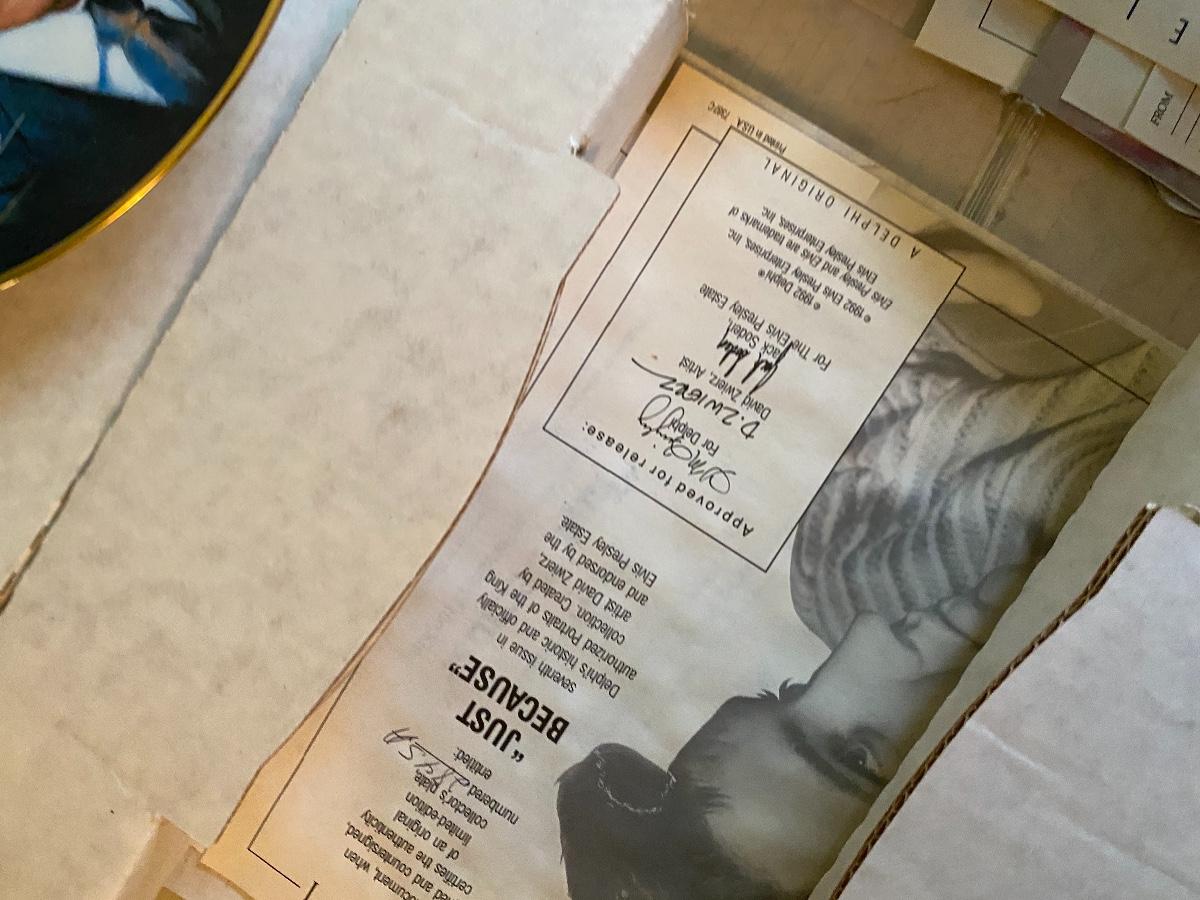 ocument, when
ed and countersigned,
certifies the authenticity
of an original
limited-edition
collector's plate,
numbered
entitled:
"JUST
BECAUSE"
seventh issue in
Delphi's historic and officially
authorized Portraits of the King
collection. Created by
artist David Zwierz,
and endorsed by the
Elvis Presley Estate.
Approved for release:
For Delphi
D. ZWIERZ
David Zwierz, Artist
Jack Soden,
For The Elvis Presley Estate
©1992 Delphi®
©1992 Elvis Presley Enterprises, Inc.
Elvis Presley and Elvis are trademarks of
Elvis Presley Enterprises, Inc.
A DELPHI ORIGINAL
Printed in U.S.A.
FROM